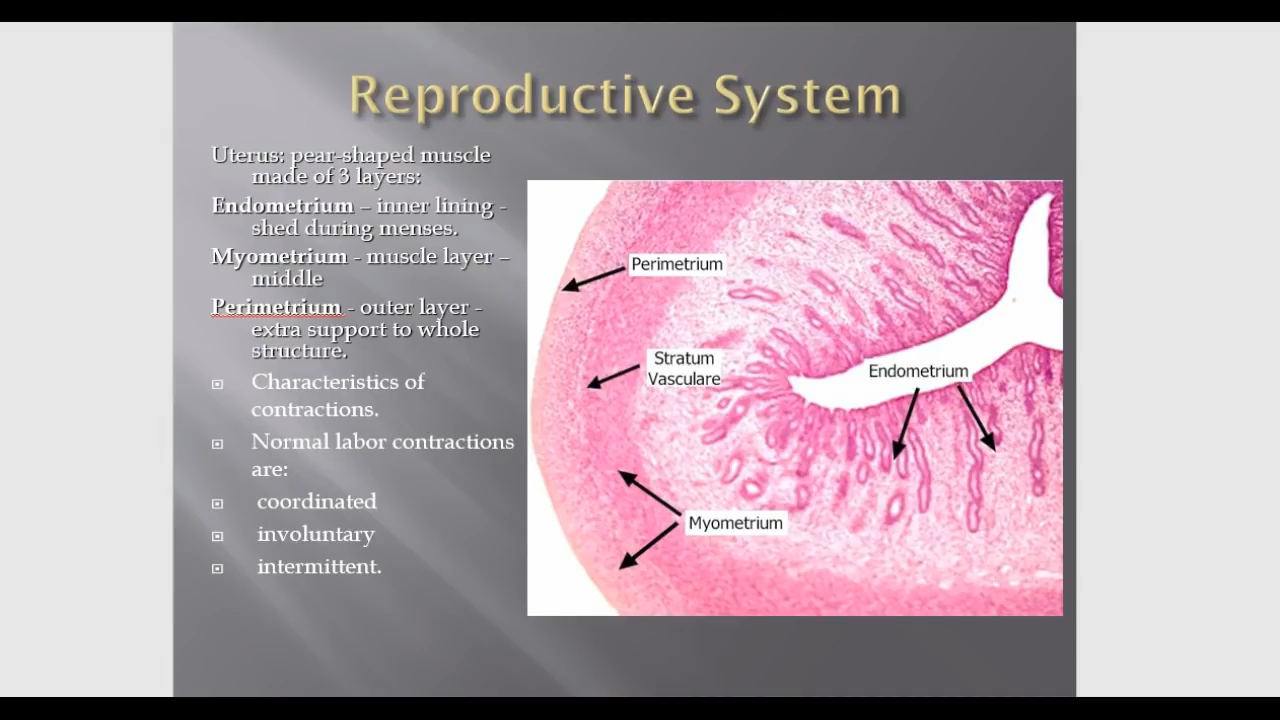 Reproductive System
Uterus: pear-shaped muscle
made of 3 layers:
Endometrium – inner lining -
shed during menses.
Myometrium - muscle layer –
middle
Perimetrium - outer layer -
extra support to whole
structure.
Characteristics of
contractions.
Normal labor contractions
are:
coordinated
involuntary
intermittent.
Perimetrium
Stratum
Vasculare
Endometrium
Myometrium